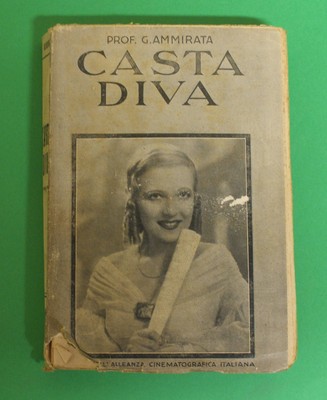 PROF. G. AMMIRATA
CASTA
DIVA
ALLEANZA CINEMATOGRAFICA ITALIANA